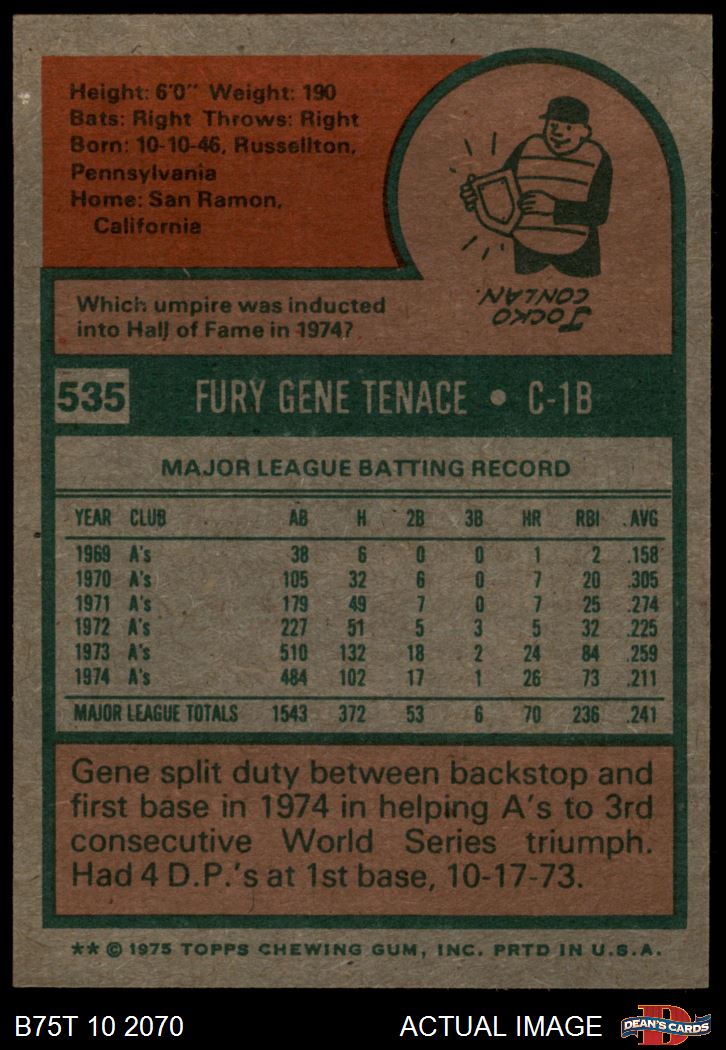 Height: 6'0" Weight: 190
Bats: Right Throws: Right
Born: 10-10-46, Russellton,
Pennsylvania
Home: San Ramon,
California
JOCKO
CONLAN.
Which umpire was inducted
into Hall of Fame in 1974?
535 FURY GENE TENACE • C-1B
MAJOR LEAGUE BATTING RECORD
YEAR CLUB AB H 2B 3B HR RBI .AVG
1969 A's 38 6 0 0 1 2 .158
1970 A's 105 32 6 0 7 20 .305
1971 A's 179 49 7 0 7 25 .274
1972 A's 227 51 5 3 5 32 .225
1973 A's 510 132 18 2 24 84 .259
1974 A's 484 102 17 1 26 73 .211
MAJOR LEAGUE TOTALS 1543 372 53 6 70 236 .241
Gene split duty between backstop and
first base in 1974 in helping A's to 3rd
consecutive World Series triumph.
Had 4 D.P.'s at 1st base, 10-17-73.
** © 1975 TOPPS CHEWING GUM, INC. PRTD IN U.S.A.
B75T 10 2070 ACTUAL IMAGE D DEAN'S CARDS